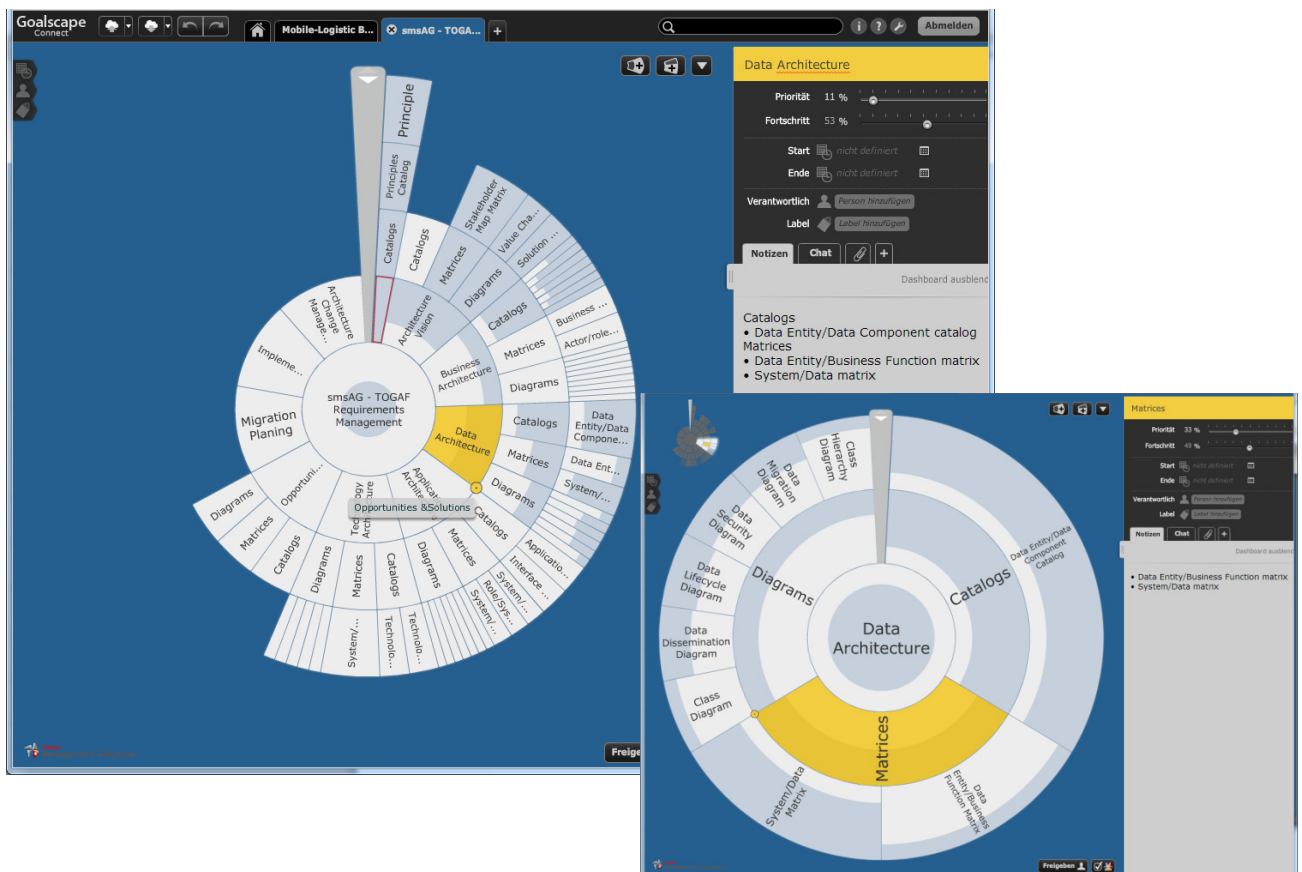 Goalscape
Connect
Mobile-Logistic B...
smsAG - TOGA...
Abmelden
Data Architecture
Priorität 11 %
Fortschritt 53 %
Start nicht definiert
Ende nicht definiert
Verantwortlich Person hinzufügen
Label Label hinzufügen
Notizen Chat
Dashboard ausblend
Catalogs
• Data Entity/Data Component catalog
Matrices
• Data Entity/Business Function matrix
• System/Data matrix
smsAG - TOGAF
Requirements
Management
Principle
Principles
Catalog
Catalogs
Catalogs
Architecture
Vision
Stakeholder
Map Matrix
Matrices
Value Cha...
Solution ...
Diagrams
Business
Architecture
Catalogs
Matrices
Business ...
Actor/role...
Diagrams
Data
Architecture
Catalogs
Data
Entity/Data
Compone...
Matrices
Data Ent...
System/...
Diagrams
Catalogs
Applicatio...
Interface ...
Matrices
System/...
Role/Sys...
System/...
Diagrams
Catalogs
Technolo...
Technolo...
Matrices
System/...
Diagrams
Opportuni...
Opportunities &Solutions
Catalogs
Matrices
Diagrams
Migration
Planing
Impleme...
Architecture
Change
Manage...
Freige
Matrices
Priorität 33 %
Fortschritt 49 %
Start nicht definiert
Ende nicht definiert
Verantwortlich Person hinzufügen
Label Label hinzufügen
Notizen Chat
Dashboard ausblend
• Data Entity/Business Function matrix
• System/Data matrix
Data
Architecture
Catalogs
Data Entity/Data
Component
Catalog
Matrices
Data
Entity/Business
Function Matrix
System/Data
Matrix
Diagrams
Class
Diagram
Data
Dissemination
Diagram
Data
Lifecycle
Diagram
Data
Security
Diagram
Data
Migration
Diagram
Class
Hierarchy
Diagram
Freigeben